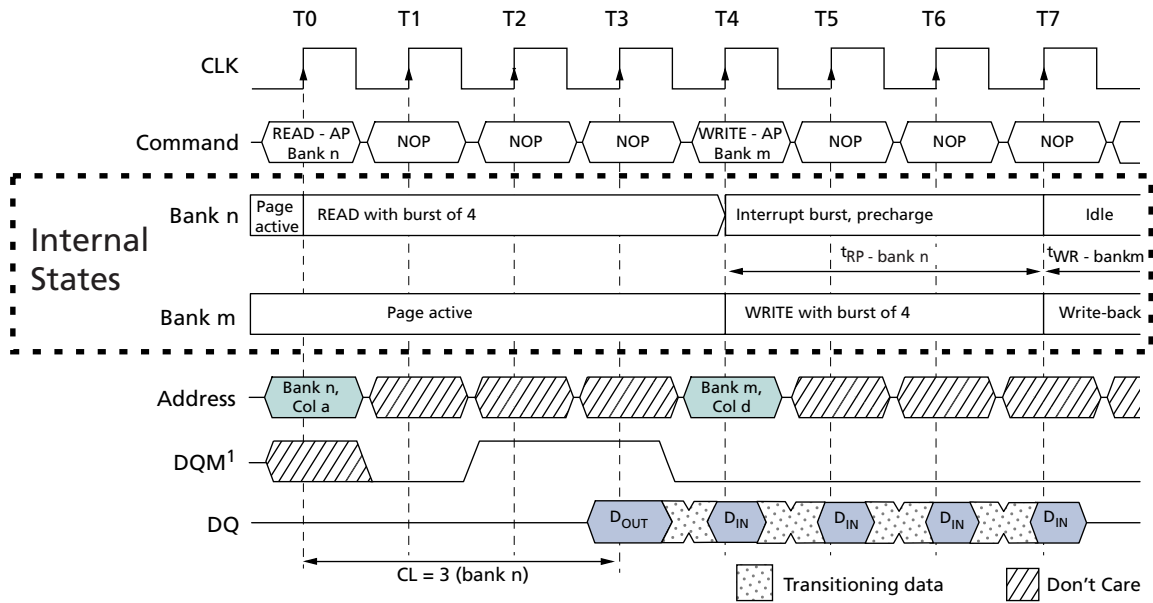 T0 T1 T2 T3 T4 T5 T6 T7
CLK
Command
READ - AP
Bank n
NOP
NOP
NOP
WRITE - AP
Bank m
NOP
NOP
NOP
Internal
States
Bank n
Page
active
READ with burst of 4
Interrupt burst, precharge
Idle
tRP - bank n
tWR - bankm
Bank m
Page active
WRITE with burst of 4
Write-back
Address
Bank n,
Col a
Bank m,
Col d
DQM1
DQ
DOUT
DIN
DIN
DIN
DIN
CL = 3 (bank n)
Transitioning data
Don't Care